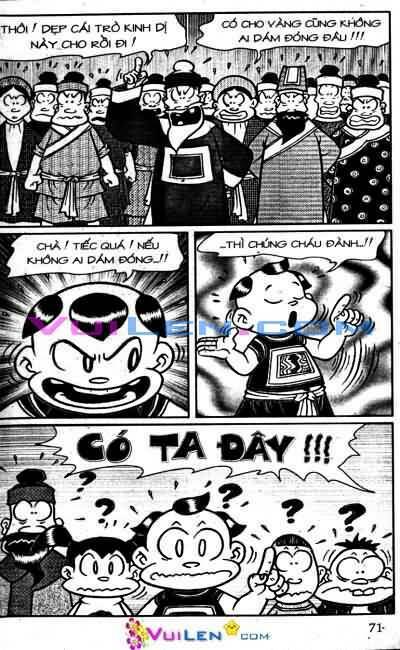 THÔI ! DẸP CÁI TRÒ KINH DỊ
NÀY CHO RỒI ĐI !
CÓ CHO VÀNG CŨNG KHÔNG
AI DÁM ĐÓNG ĐÂU !!!
CHÀ ! TIẾC QUÁ ! NẾU
KHÔNG AI DÁM ĐÓNG...!!
...THÌ CHÚNG CHÁU ĐÀNH...!!
VUILEN.COM
CÓ TA ĐÂY !!!
? ? ? ? ?
71
VUILEN.COM